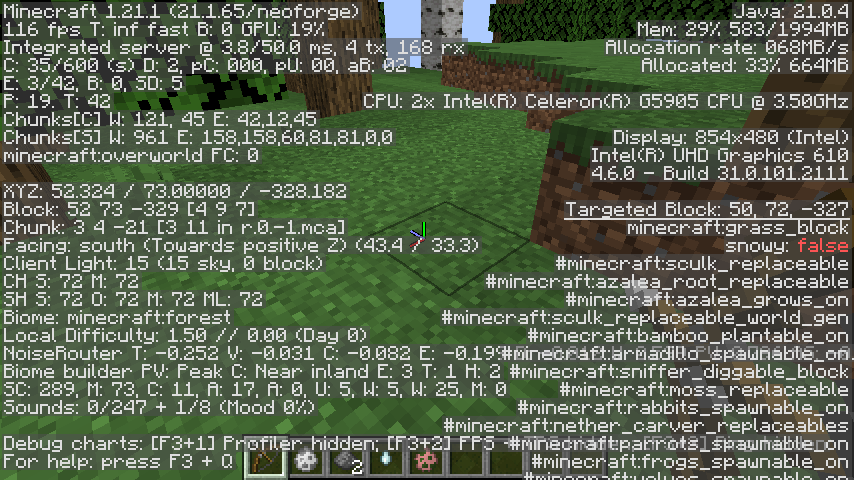 Minecraft 1.21.1 (21.1.65/neoforge)
116 fps T: inf fast B: 0 GPU: 19%
Integrated server @ 3.8/50.0 ms, 4 tx, 168 rx
C: 35/600 (s) D: 2, pC: 000, pU: 00, aB: 02
E: 3/42, B: 0, SD: 5
P: 19, T: 42
Chunks[C] W: 121, 45 E: 42,12,45
Chunks[S] W: 961 E: 158,158,60,81,81,0,0
minecraft:overworld FC: 0
XYZ: 52.324 / 73.00000 / -328.182
Block: 52 73 -329 [4 9 7]
Chunk: 3 4 -21 [3 11 in r.0.-1.mca]
Facing: south (Towards positive Z) (43.4 / 33.3)
Client Light: 15 (15 sky, 0 block)
CH S: 72 M: 72
SH S: 72 O: 72 M: 72 ML: 72
Biome: minecraft:forest
Local Difficulty: 1.50 // 0.00 (Day 0)
NoiseRouter T: -0.252 V: -0.031 C: -0.082 E: -0.199
Biome builder PV: Peak C: Near inland E: 3 T: 1 H: 2
SC: 289, M: 73, C: 11, A: 17, A: 0, U: 5, W: 5, W: 25, M: 0
Sounds: 0/247 + 1/8 (Mood 0%)
Debug charts: [F3+1] Profiler hidden; [F3+2] FPS
For help: press F3 + Q
Java: 21.0.4
Mem: 29% 583/1994MB
Allocation rate: 068MB/s
Allocated: 33% 664MB
CPU: 2x Intel(R) Celeron(R) G5905 CPU @ 3.50GHz
Display: 854x480 (Intel)
Intel(R) UHD Graphics 610
4.6.0 - Build 31.0.101.2111
Targeted Block: 50, 72, -327
minecraft:grass_block
snowy: false
#minecraft:sculk_replaceable
#minecraft:azalea_root_replaceable
#minecraft:azalea_grows_on
#minecraft:sculk_replaceable_world_gen
#minecraft:bamboo_plantable_on
#minecraft:armadillo_spawnable_on
#minecraft:sniffer_diggable_block
#minecraft:moss_replaceable
#minecraft:rabbits_spawnable_on
#minecraft:nether_carver_replaceables
#minecraft:parrots_spawnable_on
#minecraft:frogs_spawnable_on
2